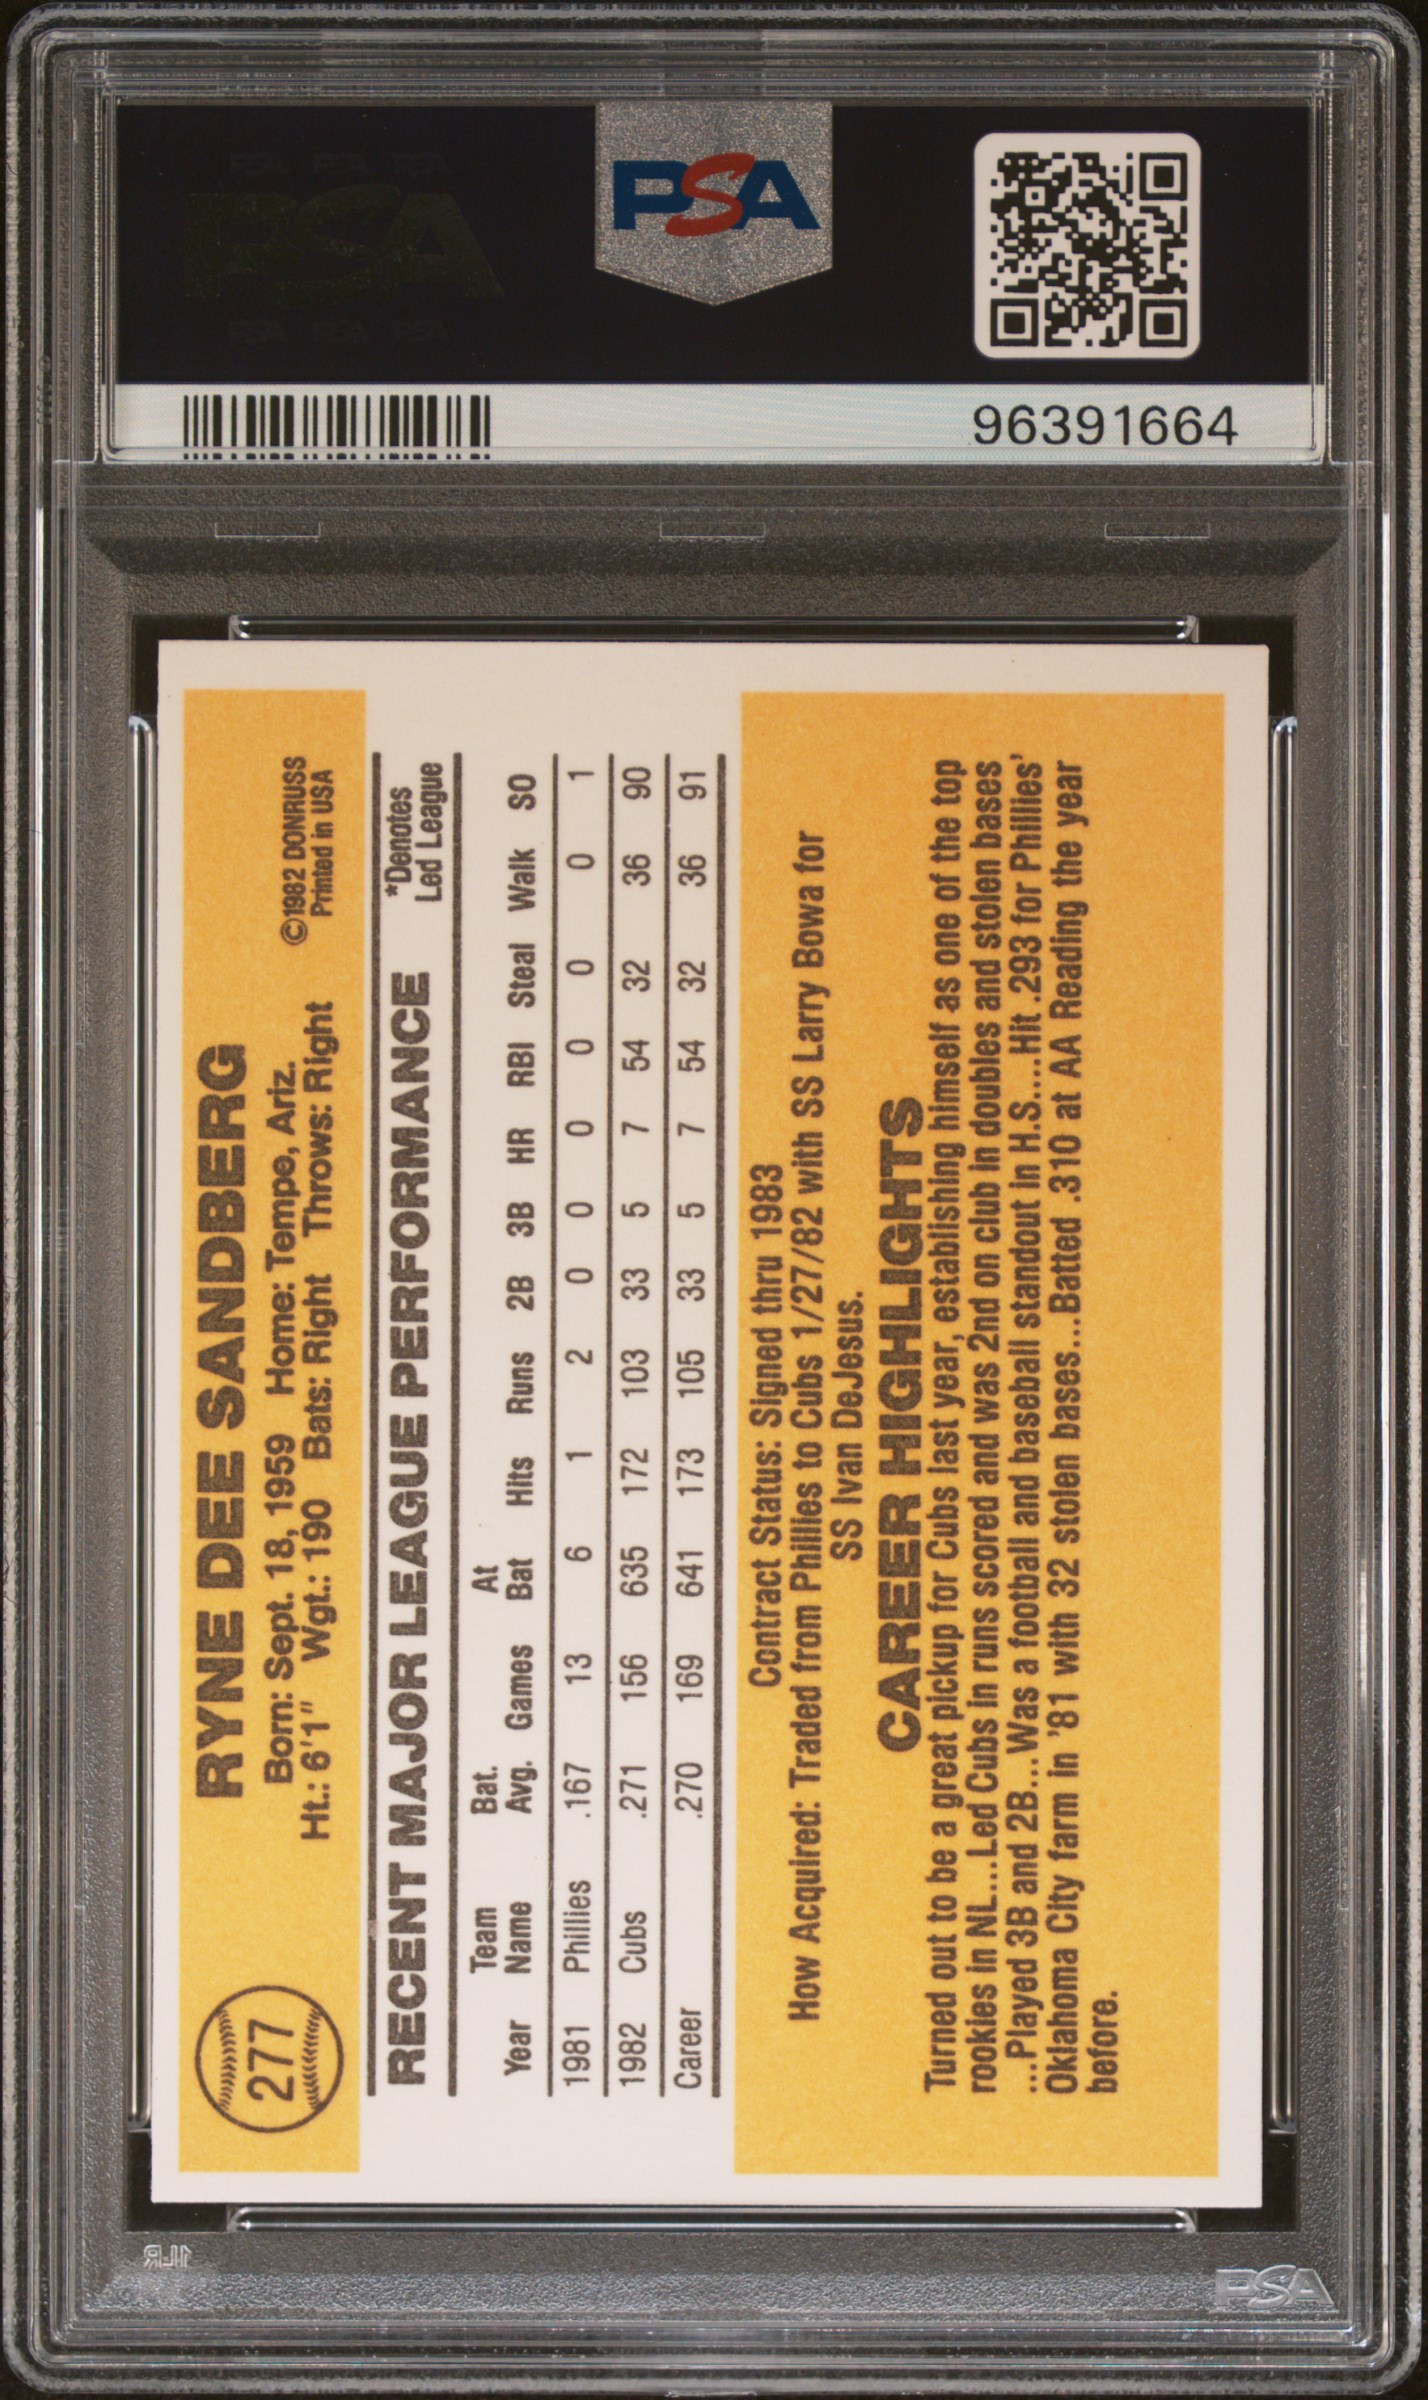 PSA
96391664
277
RYNE DEE SANDBERG
Born: Sept. 18, 1959 Home: Tempe, Ariz.
Ht.: 6'1" Wgt.: 190 Bats: Right Throws: Right
©1982 DONRUSS
Printed in USA
RECENT MAJOR LEAGUE PERFORMANCE
*Denotes
Led League
Year Team Name Bat. Avg. Games At Bat Hits Runs 2B 3B HR RBI Steal Walk SO
1981 Phillies .167 13 6 1 2 0 0 0 0 0 0 1
1982 Cubs .271 156 635 172 103 33 5 7 54 32 36 90
Career .270 169 641 173 105 33 5 7 54 32 36 91
Contract Status: Signed thru 1983
How Acquired: Traded from Phillies to Cubs 1/27/82 with SS Larry Bowa for
SS Ivan DeJesus.
CAREER HIGHLIGHTS
Turned out to be a great pickup for Cubs last year, establishing himself as one of the top
rookies in NL...Led Cubs in runs scored and was 2nd on club in doubles and stolen bases
...Played 3B and 2B...Was a football and baseball standout in H.S....Hit .293 for Phillies'
Oklahoma City farm in '81 with 32 stolen bases...Batted .310 at AA Reading the year
before.
1LR
PSA